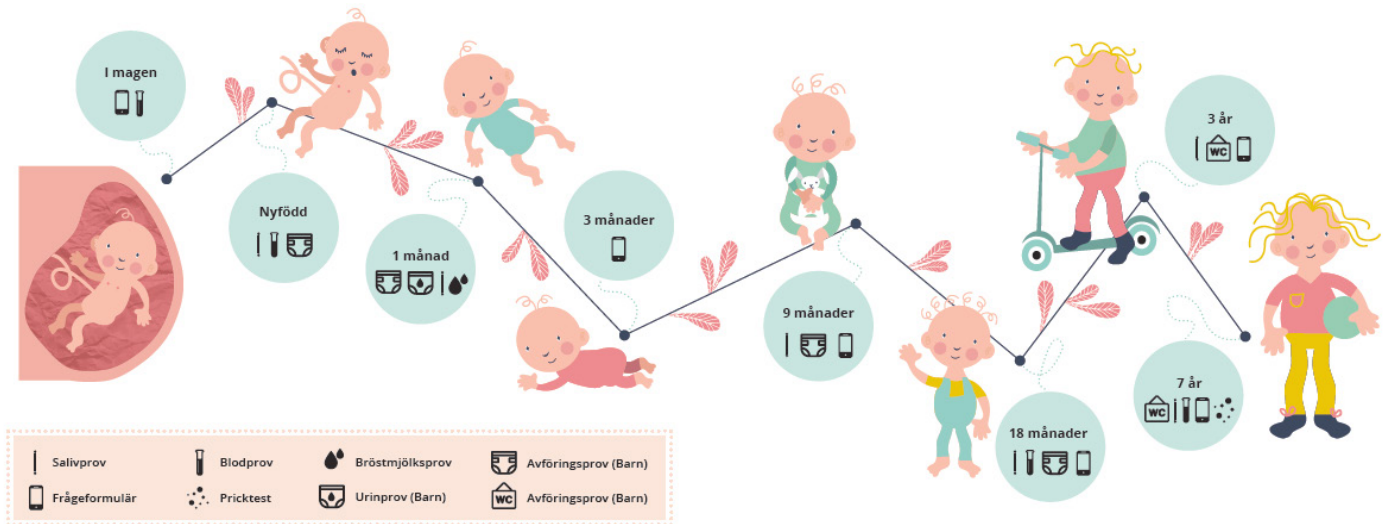 I magen
Nyfödd
1 månad
3 månader
9 månader
18 månader
3 år
WC
7 år
WC
Salivprov
Blodprov
Bröstmjölksprov
Avföringsprov (Barn)
Frågeformulär
Pricktest
Urinprov (Barn)
WC
Avföringsprov (Barn)